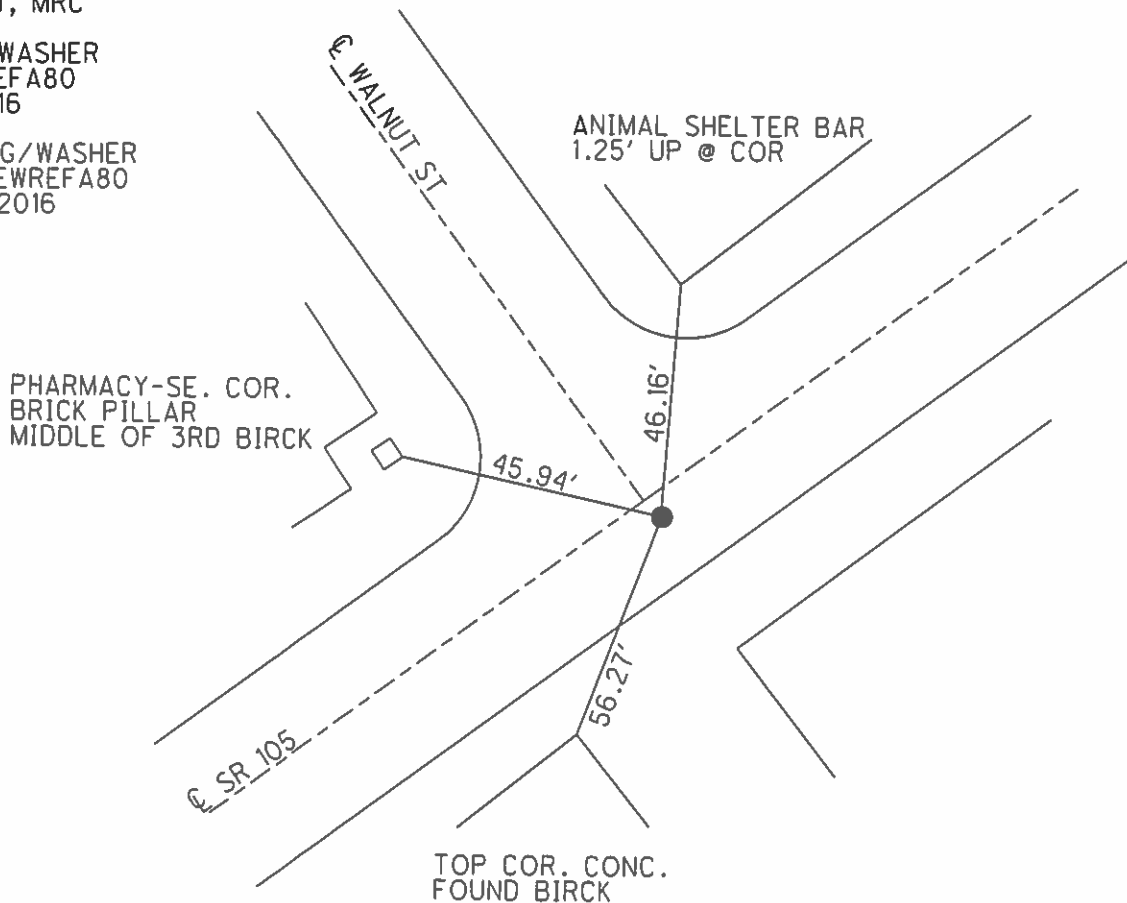 , MRC
WASHER
EFA80
16
G/WASHER
EWREFA80
2016
℄ WALNUT ST
ANIMAL SHELTER BAR
1.25' UP @ COR
46.16'
PHARMACY-SE. COR.
BRICK PILLAR
MIDDLE OF 3RD BIRCK
45.94'
56.27'
℄ SR 105
TOP COR. CONC.
FOUND BIRCK